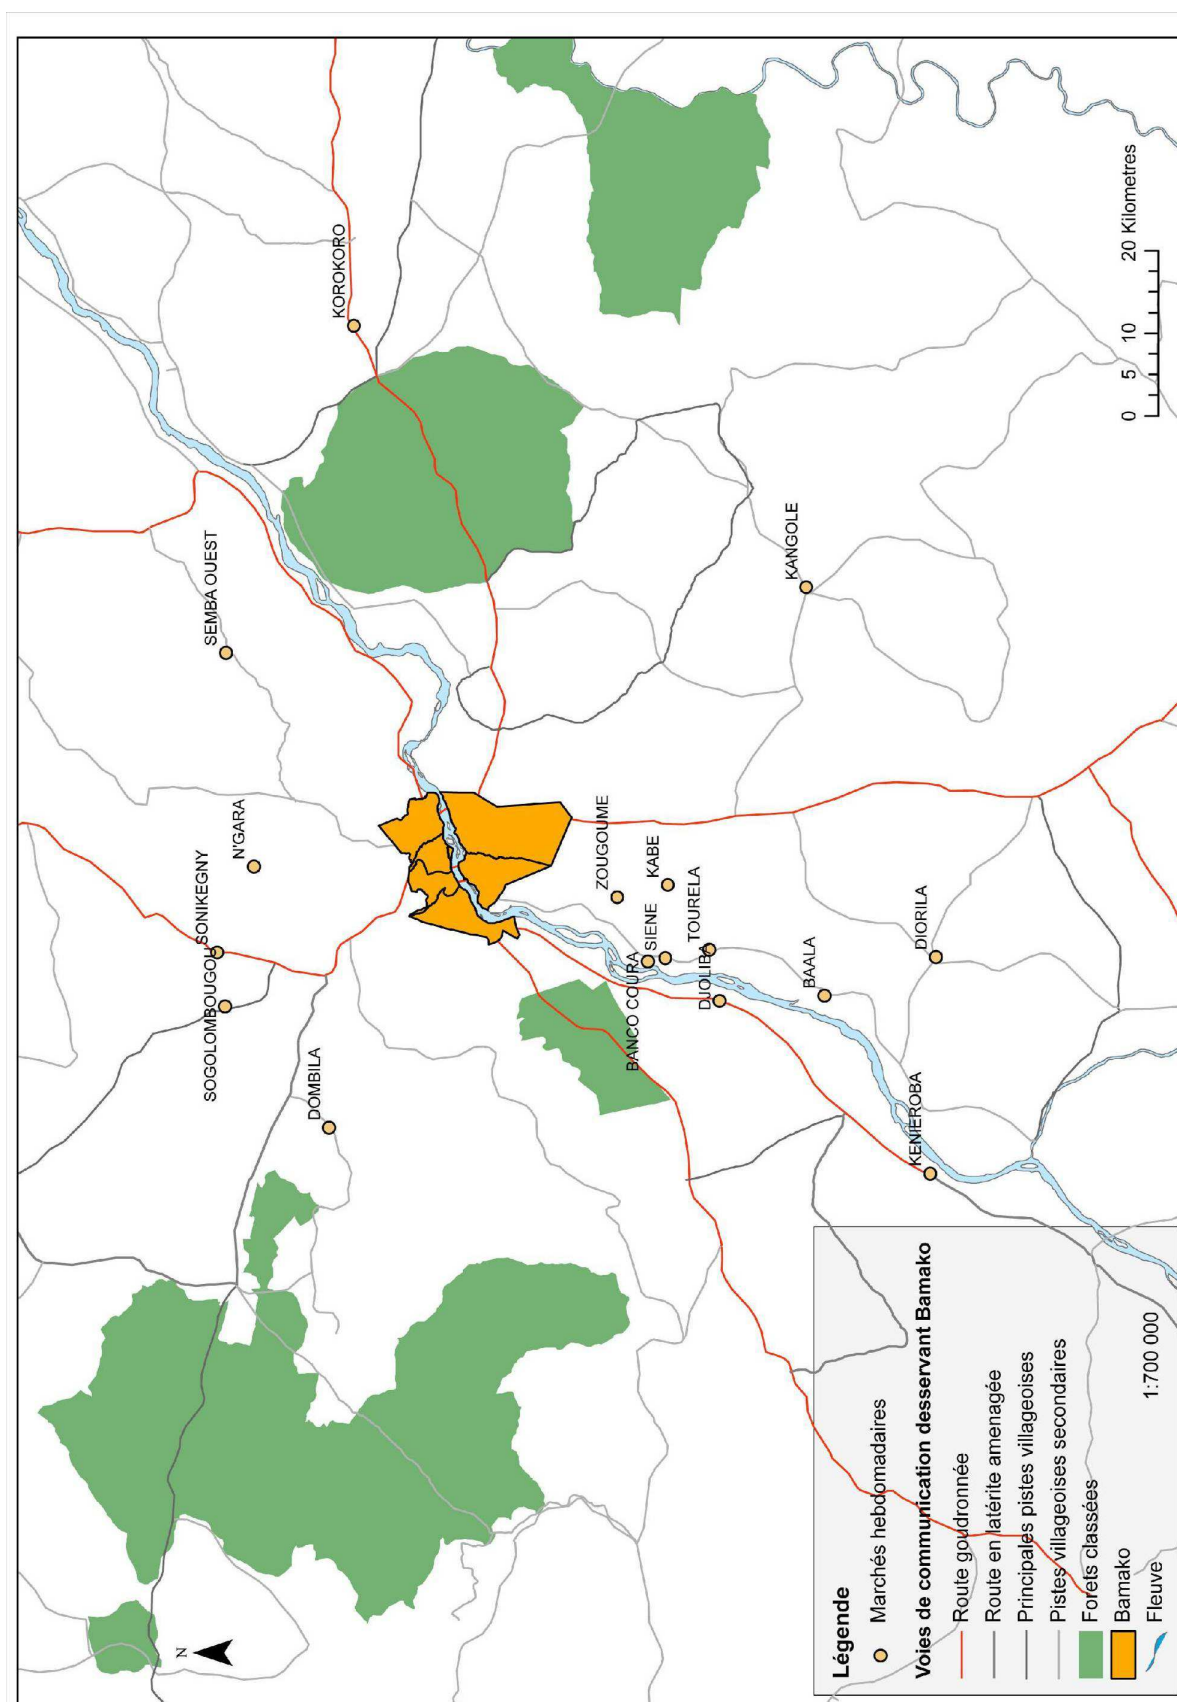 SEMBA OUEST
KOROKORO
N'GARA
SONIKEGNY
SOGOLOMBOUGOU
DOMBILA
ZOUGOUME
KABE
SIENE
BANCO COURA
TOURELA
DJOLIBA
BAALA
KANGOLE
DIORILA
KENIEROBA
N
Légende
Marchés hebdomadaires
Voies de communication desservant Bamako
Route goudronnée
Route en latérite amenagée
Principales pistes villageoises
Pistes villageoises secondaires
Forets classées
Bamako
Fleuve
1:700 000
0 5 10 20 Kilometres